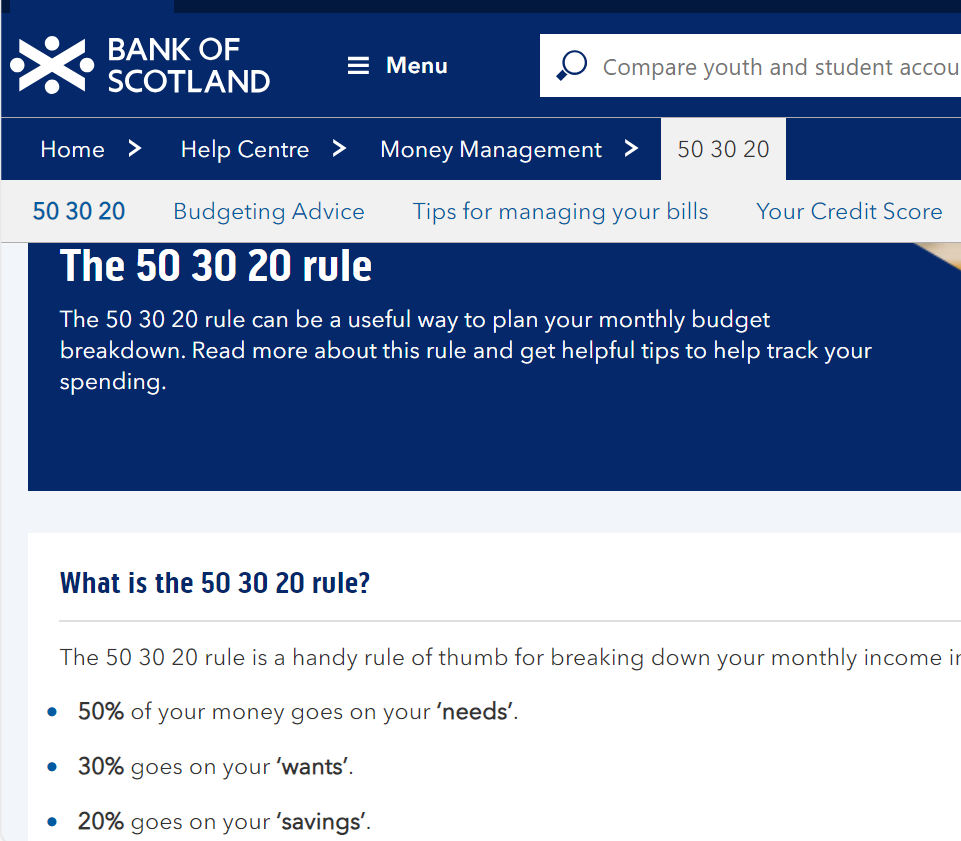 BANK OF
SCOTLAND
Menu
Compare youth and student accou
Home
Help Centre
Money Management
50 30 20
50 30 20
Budgeting Advice
Tips for managing your bills
Your Credit Score
The 50 30 20 rule
The 50 30 20 rule can be a useful way to plan your monthly budget
breakdown. Read more about this rule and get helpful tips to help track your
spending.
What is the 50 30 20 rule?
The 50 30 20 rule is a handy rule of thumb for breaking down your monthly income in
50% of your money goes on your ‘needs’.
30% goes on your ‘wants’.
20% goes on your ‘savings’.